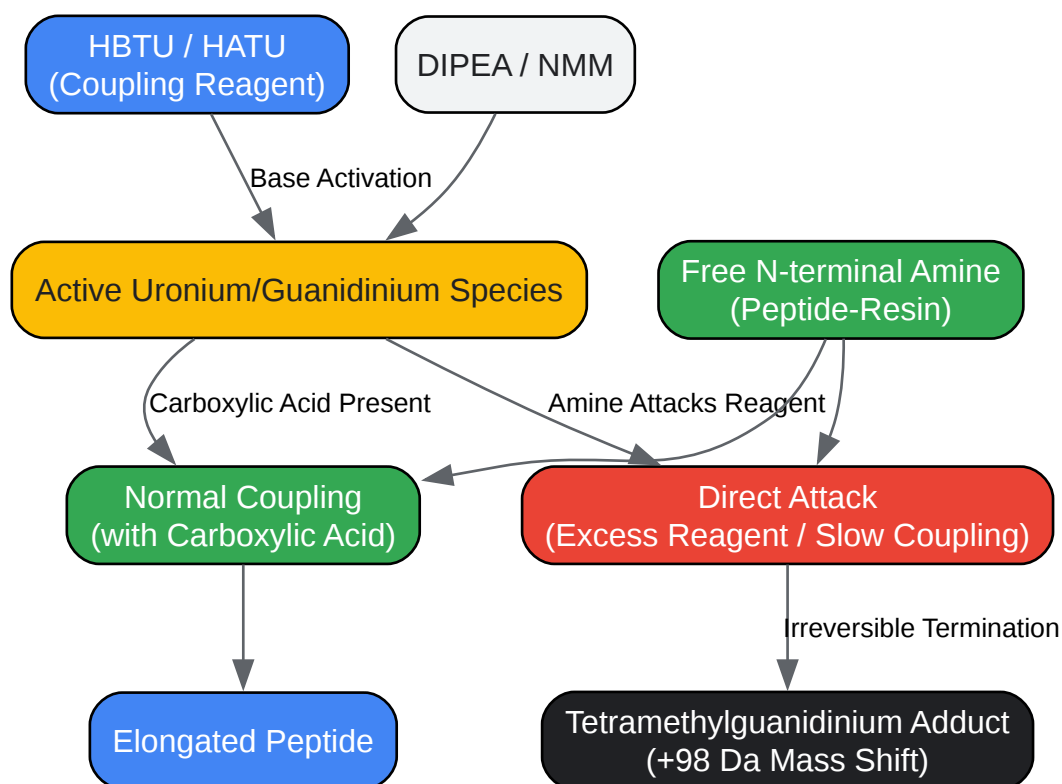 HBTU / HATU
(Coupling Reagent)
DIPEA / NMM
Base Activation
Active Uronium/Guanidinium Species
Free N-terminal Amine
(Peptide-Resin)
Carboxylic Acid Present
Amine Attacks Reagent
Normal Coupling
(with Carboxylic Acid)
Direct Attack
(Excess Reagent / Slow Coupling)
Irreversible Termination
Elongated Peptide
Tetramethylguanidinium Adduct
(+98 Da Mass Shift)